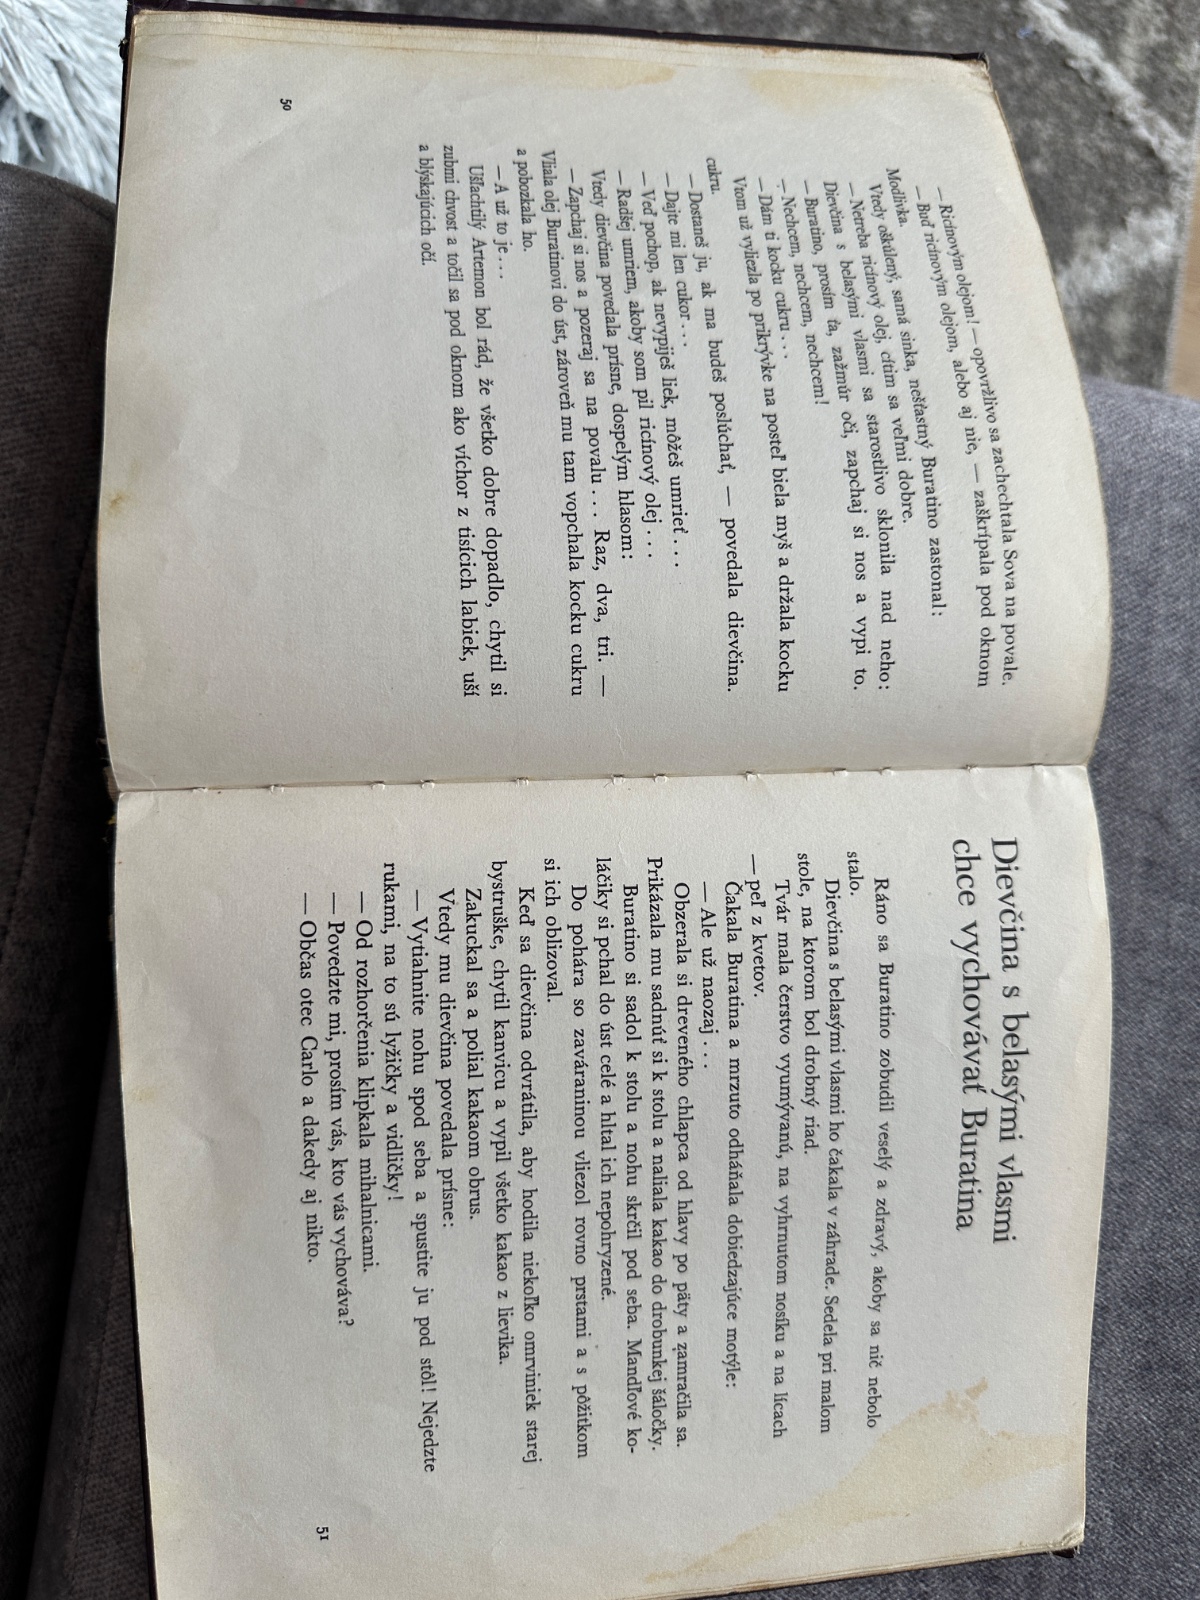 — Ricínovým olejom! — opovržlivo sa zachechtala Sova na povale.
— Buď ricínovým olejom, alebo aj nie, — zaškrípala pod oknom
Modlivka.
Vtedy oškúlený, samá sinka, nešťastný Buratino zastonal:
— Netreba ricínový olej, cítim sa veľmi dobre.
Dievčina s belasými vlasmi sa starostlivo sklonila nad neho:
— Buratino, prosím ťa, zažmúr oči, zapchaj si nos a vypi to.
— Nechcem, nechcem, nechcem!
— Dám ti kocku cukru . . .
Vtom už vyliezla po prikrývke na posteľ biela myš a držala kocku
cukru.
— Dostaneš ju, ak ma budeš poslúchať, — povedala dievčina.
— Dajte mi len cukor . . .
— Veď pochop, ak nevypiješ liek, môžeš umrieť . . .
— Radšej umriem, akoby som pil ricínový olej . . .
Vtedy dievčina povedala prísne, dospelým hlasom:
— Zapchaj si nos a pozeraj sa na povalu . . . Raz, dva, tri. —
Vliala olej Buratinovi do úst, zároveň mu tam vopchala kocku cukru
a pobozkala ho.
— A už to je . . .
Ušľachtilý Artemon bol rád, že všetko dobre dopadlo, chytil si
zubmi chvost a točil sa pod oknom ako víchor z tisícich labiek, uší
a blýskajúcich očí.
50
Dievčina s belasými vlasmi
chce vychovávať Buratina
Ráno sa Buratino zobudil veselý a zdravý, akoby sa nič nebolo
stalo.
Dievčina s belasými vlasmi ho čakala v záhrade. Sedela pri malom
stole, na ktorom bol drobný riad.
Tvár mala čerstvo vyumývanú, na vyhrnutom nosíku a na lícach
— peľ z kvetov.
Čakala Buratina a mrzuto odháňala dobiedzajúce motýle:
— Ale už naozaj . . .
Obzerala si dreveného chlapca od hlavy po päty a zamračila sa.
Prikázala mu sadnúť si k stolu a naliala kakao do drobunkej šáločky.
Buratino si sadol k stolu a nohu skrčil pod seba. Mandľové ko-
láčiky si pchal do úst celé a hltal ich nepohryzené.
Do pohára so zaváraninou vliezol rovno prstami a s pôžitkom
si ich oblizoval.
Keď sa dievčina odvrátila, aby hodila niekoľko omrviniek starej
bystruške, chytil kanvicu a vypil všetko kakao z lievika.
Zakuckal sa a polial kakaom obrus.
Vtedy mu dievčina povedala prísne:
— Vytiahnite nohu spod seba a spustite ju pod stôl! Nejedzte
rukami, na to sú lyžičky a vidličky!
— Od rozhorčenia klipkala mihalnicami.
— Povedzte mi, prosím vás, kto vás vychováva?
— Občas otec Carlo a dakedy aj nikto.
51